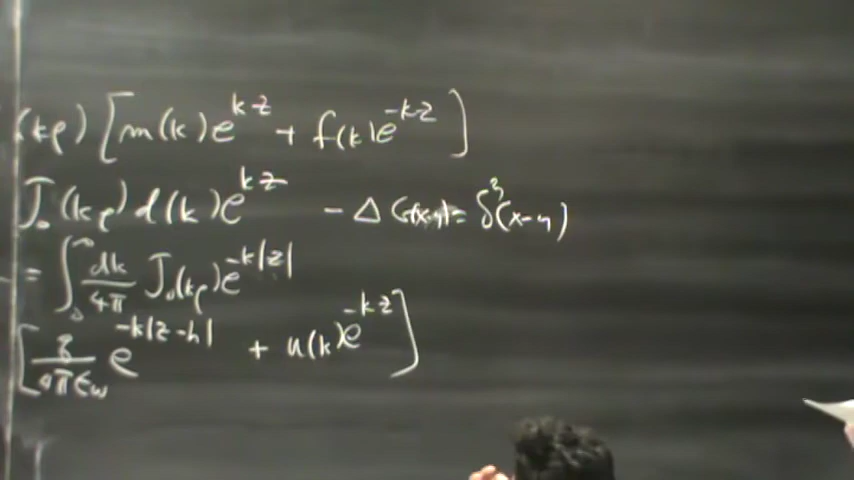 (kρ) [m(k)e^{kz} + f(k)e^{-kz}]
J₀(kρ) d(k)e^{kz} - Δ G(x-y) = δ³(x-y)
= ∫₀^∞ dk/4π J₀(kρ) e^{-k|z|}
[q/4πε_w e^{-k|z-h|} + u(k)e^{-kz}]